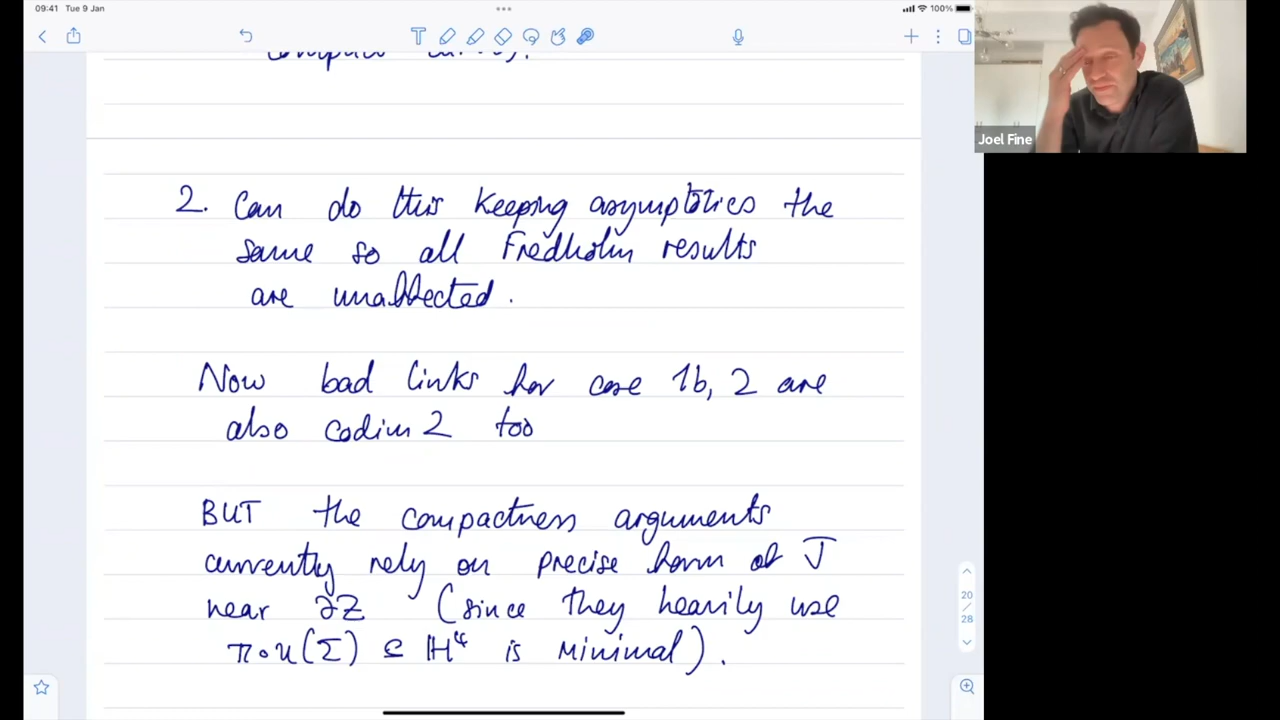 09:41 Tue 9 Jan
100%
Joel Fine
2. Can do this keeping asymptotics the
same so all Fredholm results
are unaffected.
Now bad links for case 1b, 2 are
also codim 2 too
BUT the compactness arguments
currently rely on precise form of J
near ∂Z (since they heavily use
π∘u(Σ) ⊆ ℍ⁴ is minimal).
20
/
28